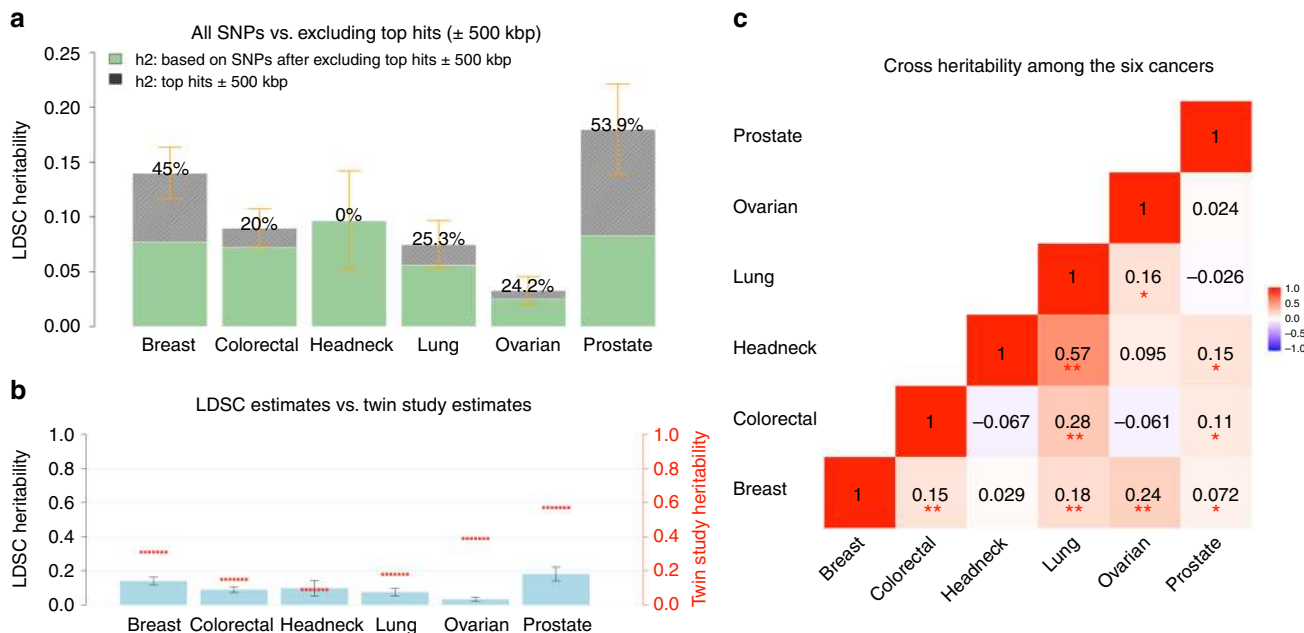 a
All SNPs vs. excluding top hits (± 500 kbp)
0.25
0.20
0.15
0.10
0.05
0.00
LDSC heritability
h2: based on SNPs after excluding top hits ± 500 kbp
h2: top hits ± 500 kbp
45%
20%
0%
25.3%
24.2%
53.9%
Breast Colorectal Headneck Lung Ovarian Prostate
b
LDSC estimates vs. twin study estimates
1.0
0.8
0.6
0.4
0.2
0.0
LDSC heritability
1.0
0.8
0.6
0.4
0.2
0.0
Twin study heritability
Breast Colorectal Headneck Lung Ovarian Prostate
c
Cross heritability among the six cancers
Prostate 1
Ovarian 1 0.024
Lung 1 0.16 −0.026
*
Headneck 1 0.57 0.095 0.15
** *
Colorectal 1 −0.067 0.28 −0.061 0.11
** *
Breast 1 0.15 0.029 0.18 0.24 0.072
** ** ** *
Breast Colorectal Headneck Lung Ovarian Prostate
1.0
0.5
0.0
−0.5
−1.0